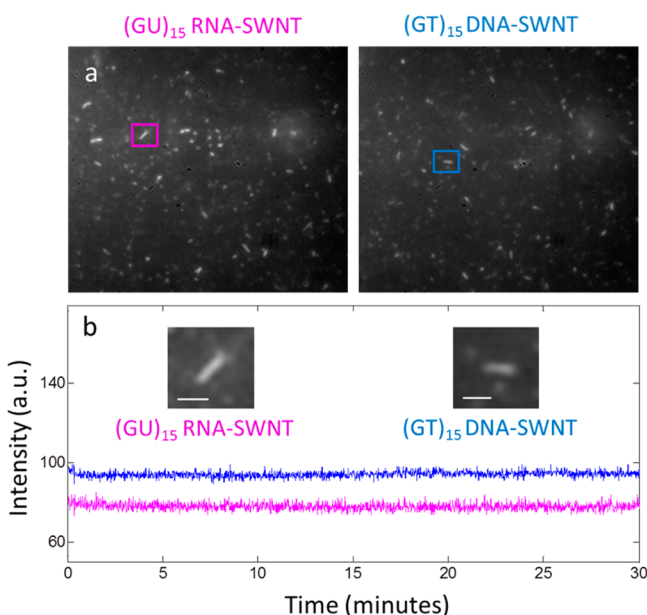 (GU)₁₅ RNA-SWNT
(GT)₁₅ DNA-SWNT
a
b
(GU)₁₅ RNA-SWNT
(GT)₁₅ DNA-SWNT
140
100
60
Intensity (a.u.)
0
5
10
15
20
25
30
Time (minutes)